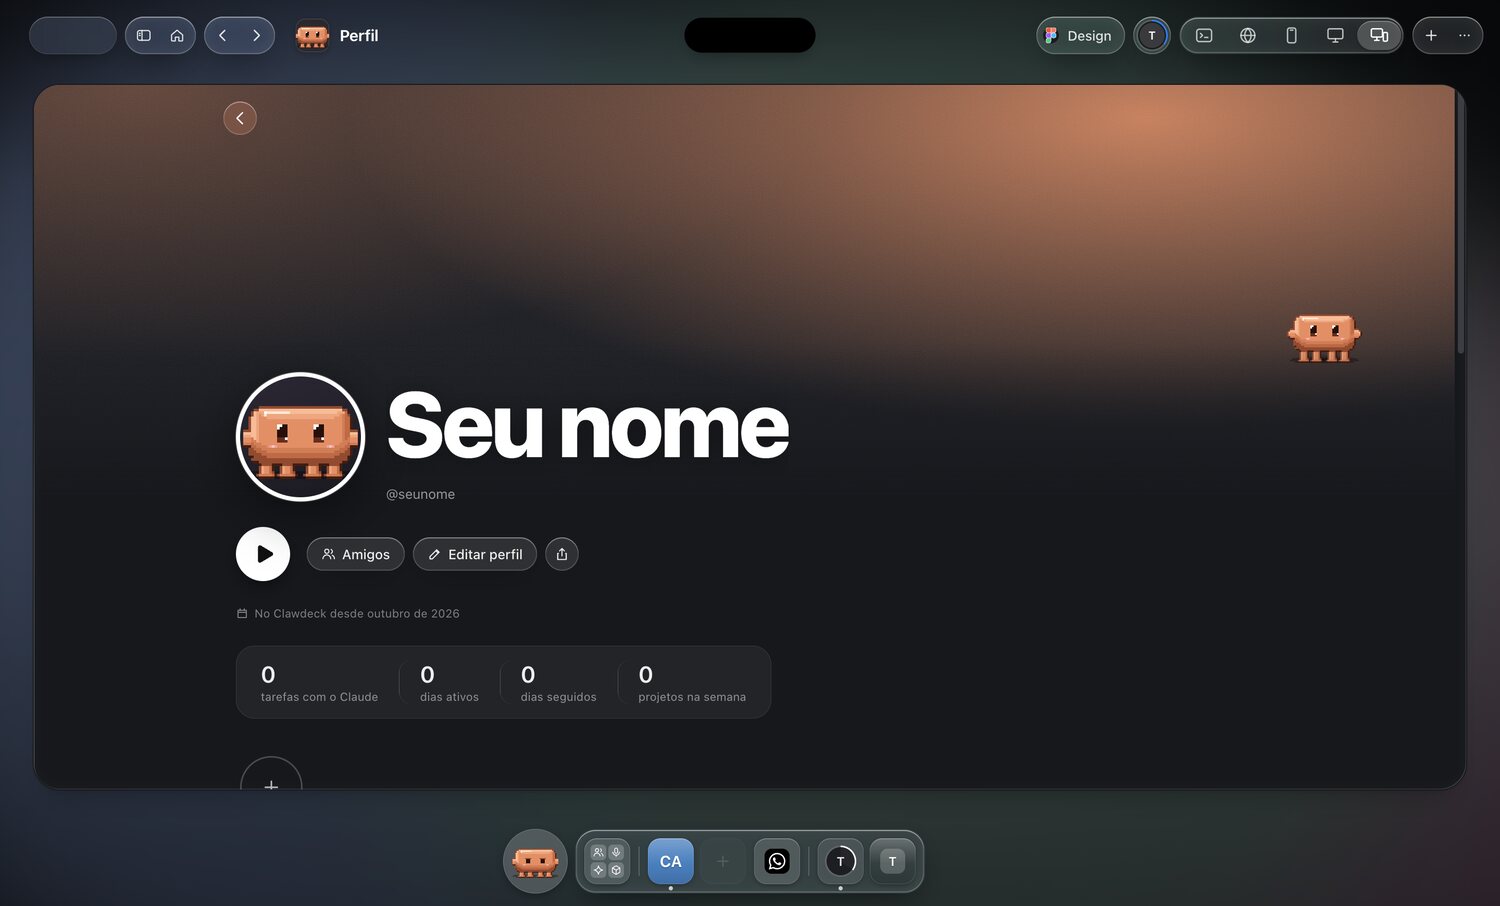 Perfil
Design
T
Seu nome
@seunome
Amigos
Editar perfil
No Clawdeck desde outubro de 2026
0
tarefas com o Claude
0
dias ativos
0
dias seguidos
0
projetos na semana
CA
T
T